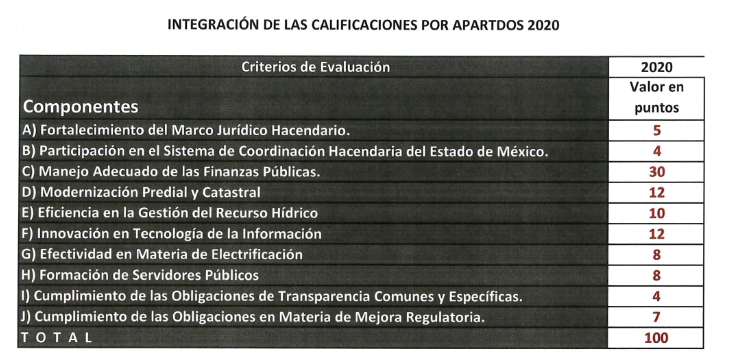 INTEGRACIÓN DE LAS CALIFICACIONES POR APARTDOS 2020
Criterios de Evaluación 2020
Componentes Valor en puntos
A) Fortalecimiento del Marco Jurídico Hacendario. 5
B) Participación en el Sistema de Coordinación Hacendaria del Estado de México. 4
C) Manejo Adecuado de las Finanzas Públicas. 30
D) Modernización Predial y Catastral 12
E) Eficiencia en la Gestión del Recurso Hídrico 10
F) Innovación en Tecnología de la Información 12
G) Efectividad en Materia de Electrificación 8
H) Formación de Servidores Públicos 8
I) Cumplimiento de las Obligaciones de Transparencia Comunes y Específicas. 4
J) Cumplimiento de las Obligaciones en Materia de Mejora Regulatoria. 7
T O T A L 100